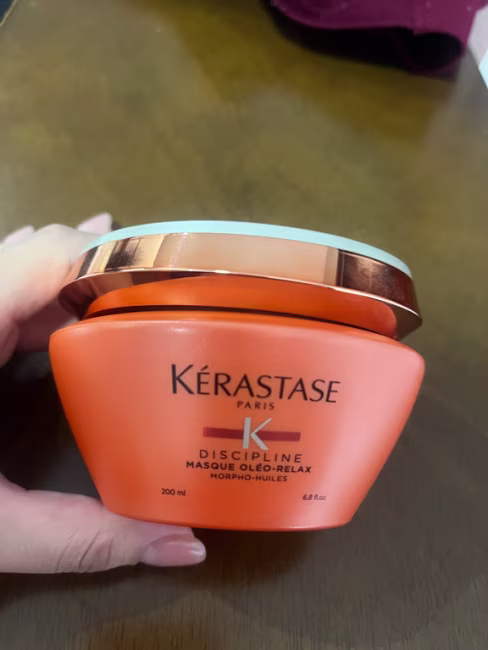 KÉRASTASE
PARIS
K
DISCIPLINE
MASQUE OLÉO-RELAX
MORPHO-HUILES
200 ml 6.8 fl.oz